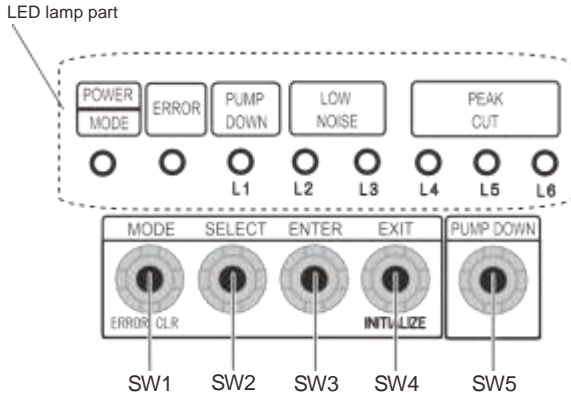 LED lamp part
POWER
MODE
ERROR
PUMP
DOWN
LOW
NOISE
PEAK
CUT
L1
L2
L3
L4
L5
L6
MODE
SELECT
ENTER
EXIT
PUMP DOWN
ERROR CLR
INITIALIZE
SW1
SW2
SW3
SW4
SW5